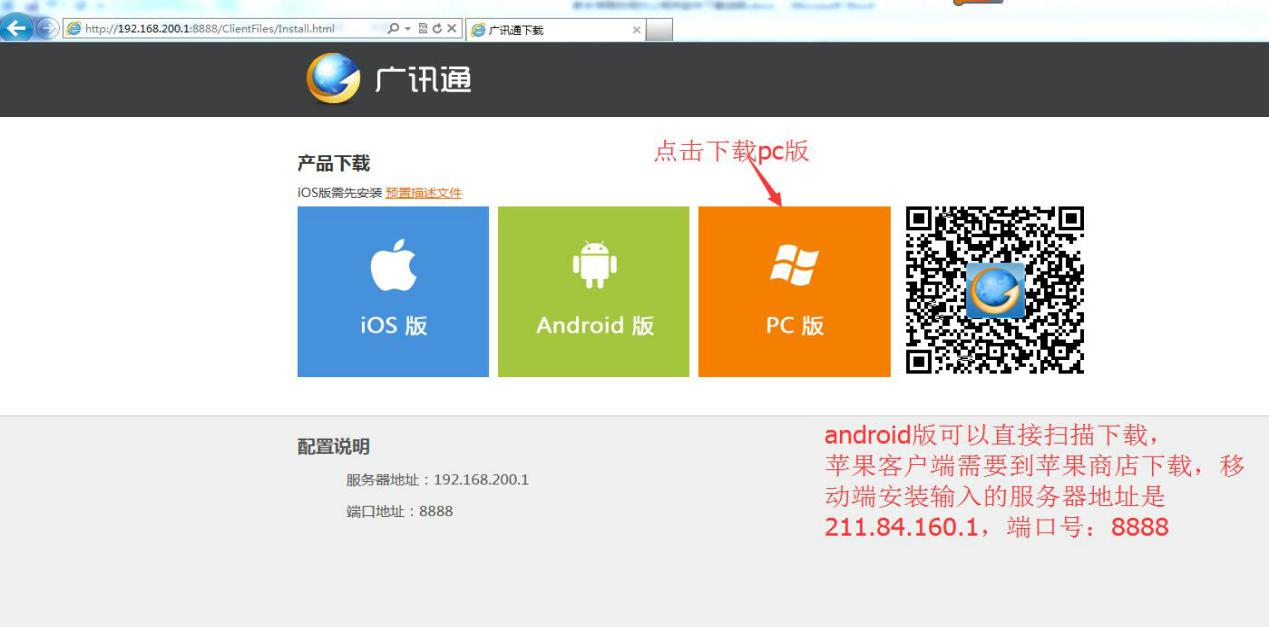 http://192.168.200.1:8888/ClientFiles/Install.html
广讯通下载
广讯通
点击下载pc版
产品下载
iOS版需先安装 预置描述文件
iOS 版
Android 版
PC 版
配置说明
服务器地址：192.168.200.1
端口地址：8888
android版可以直接扫描下载，
苹果客户端需要到苹果商店下载，移
动端安装输入的服务器地址是
211.84.160.1，端口号：8888